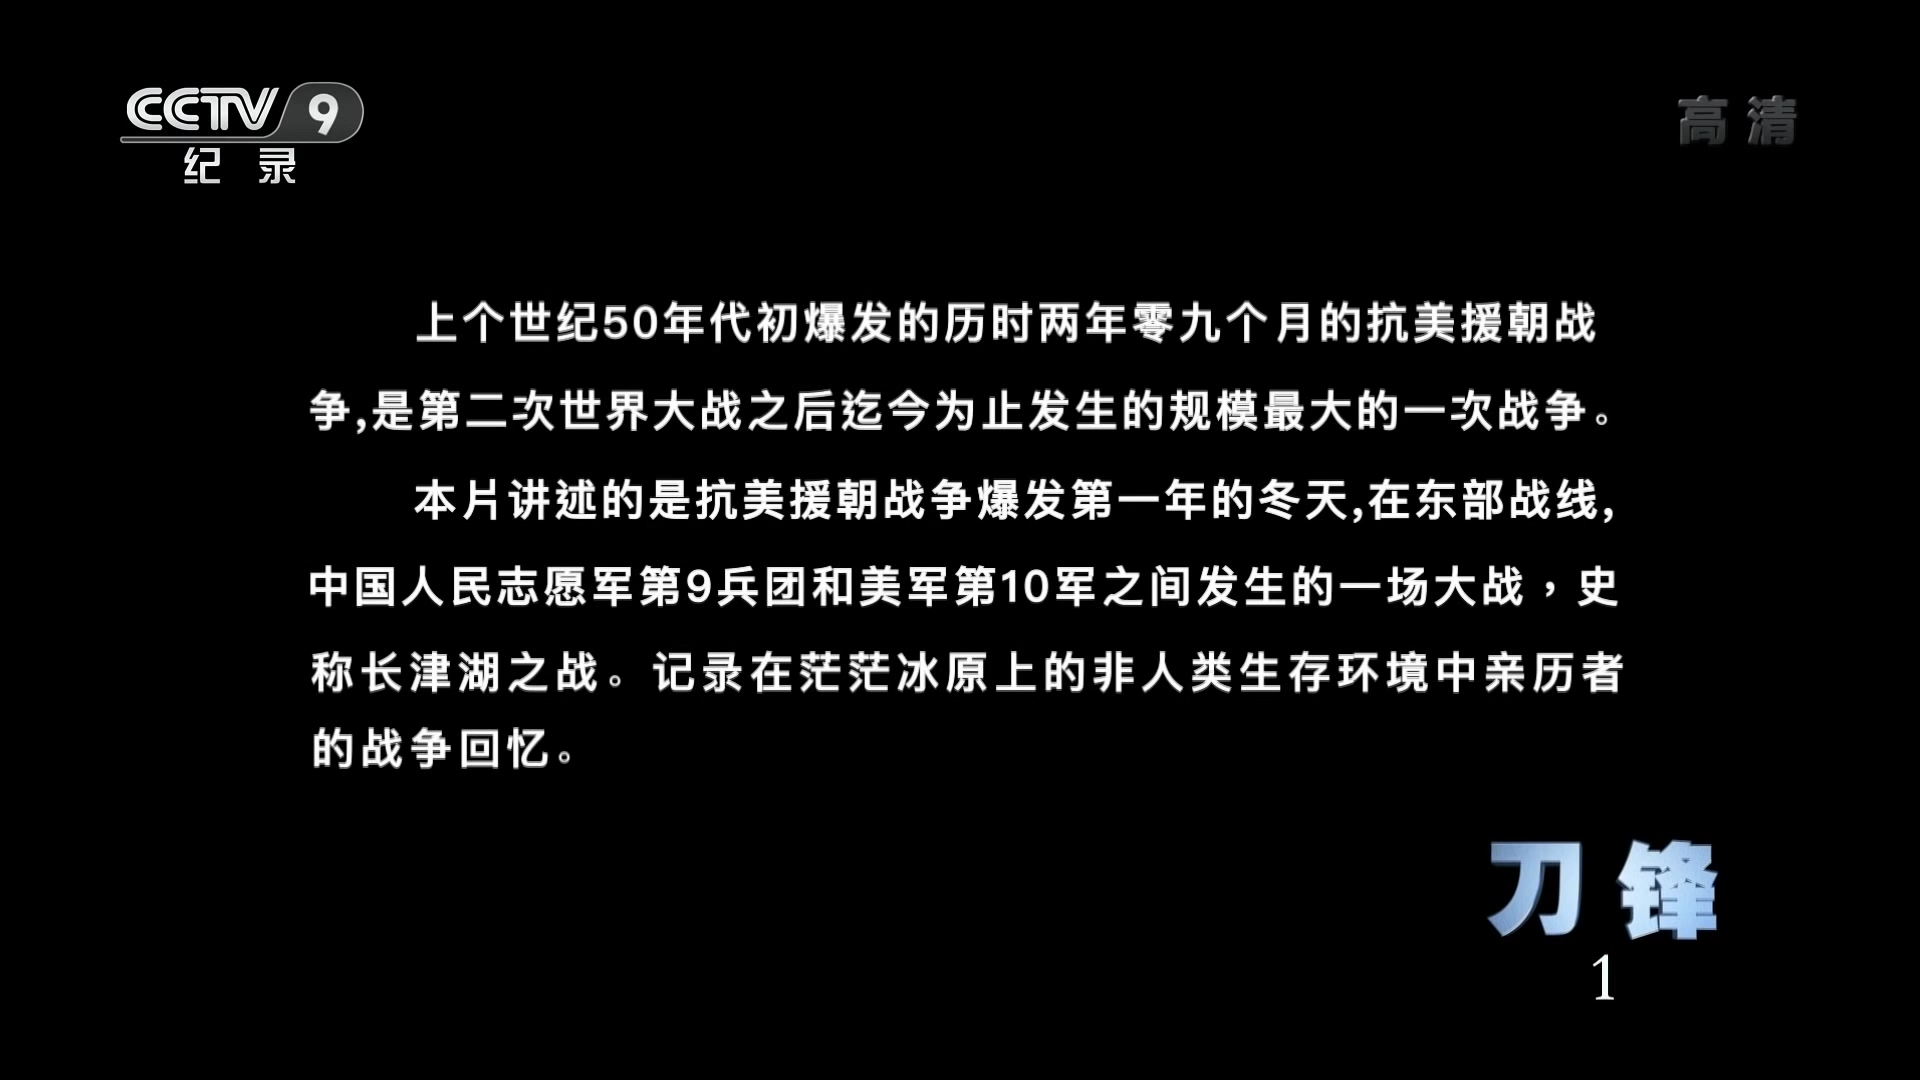 CCTV 9
纪 录
高清
上个世纪50年代初爆发的历时两年零九个月的抗美援朝战
争,是第二次世界大战之后迄今为止发生的规模最大的一次战争。
本片讲述的是抗美援朝战争爆发第一年的冬天,在东部战线,
中国人民志愿军第9兵团和美军第10军之间发生的一场大战，史
称长津湖之战。记录在茫茫冰原上的非人类生存环境中亲历者
的战争回忆。
刀锋
1